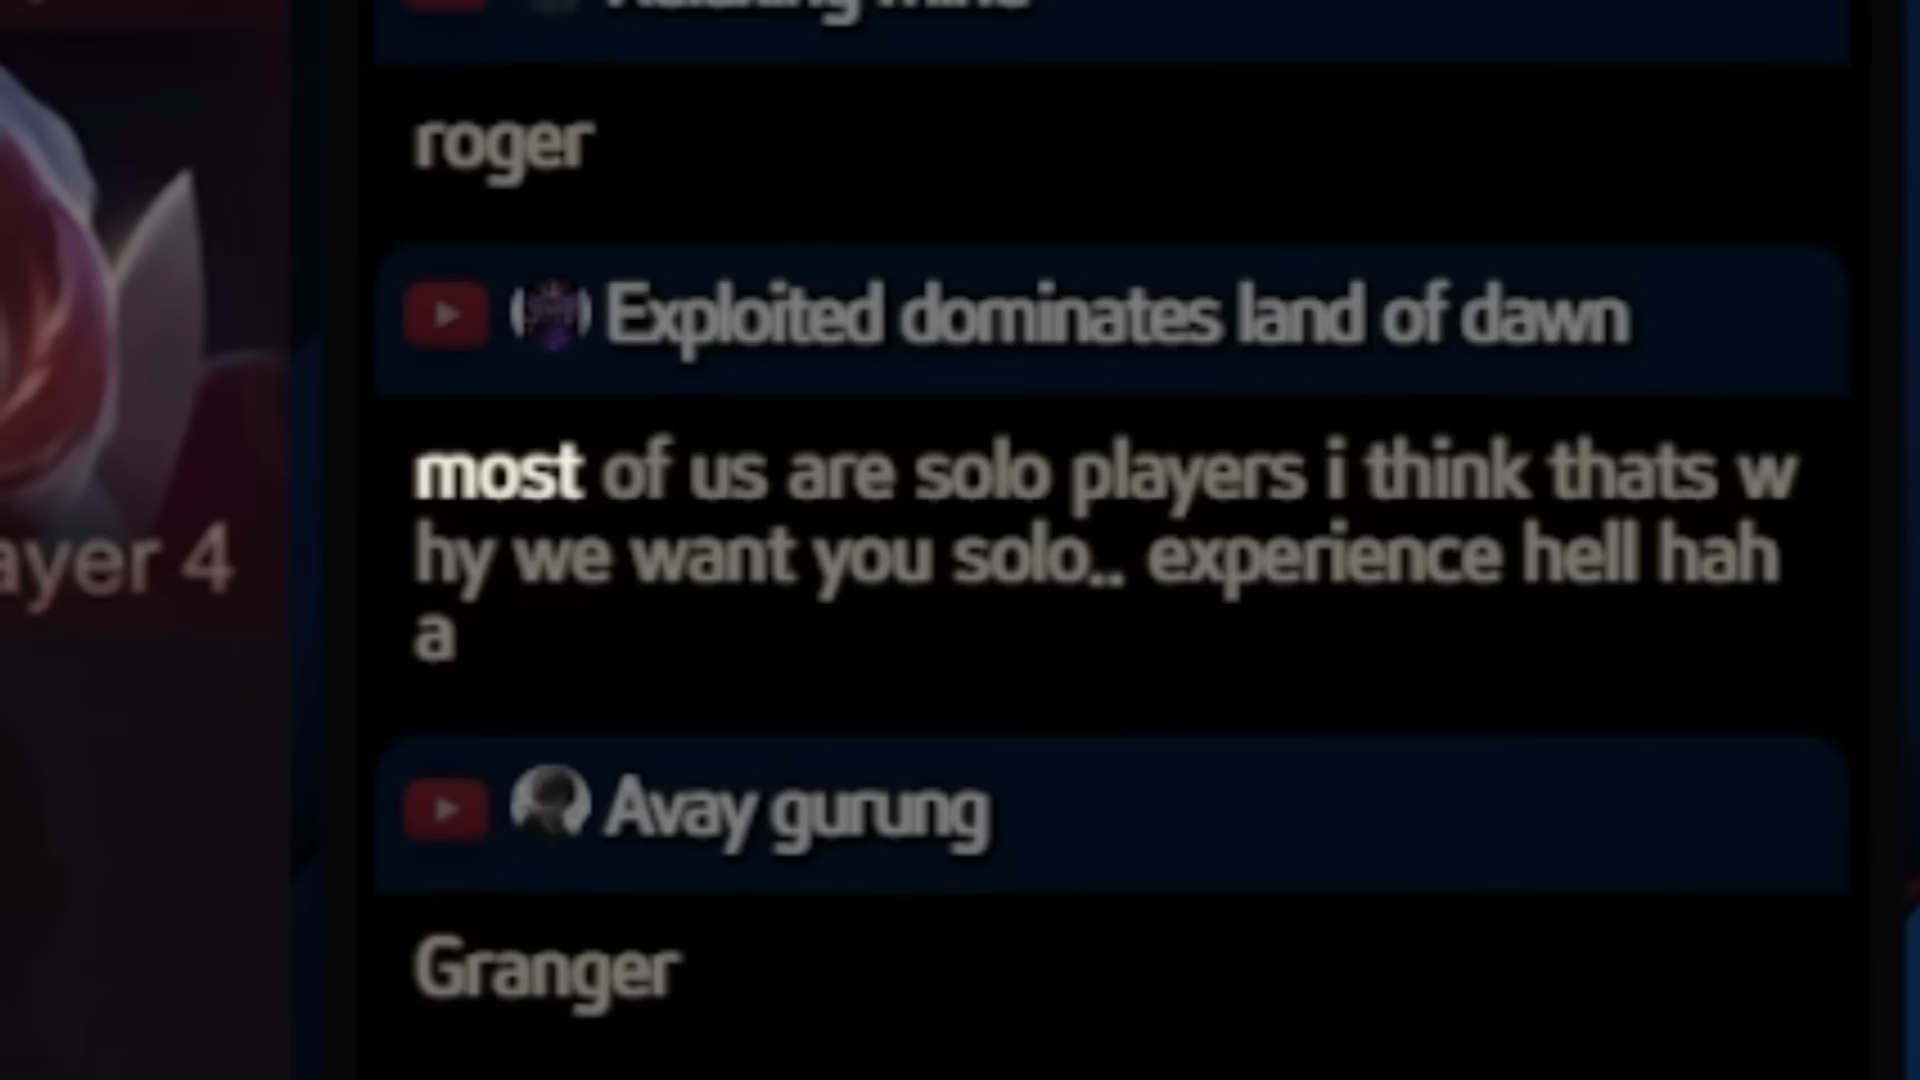 roger
Exploited dominates land of dawn
most of us are solo players i think thats w
hy we want you solo.. experience hell hah
a
ayer 4
Avay gurung
Granger